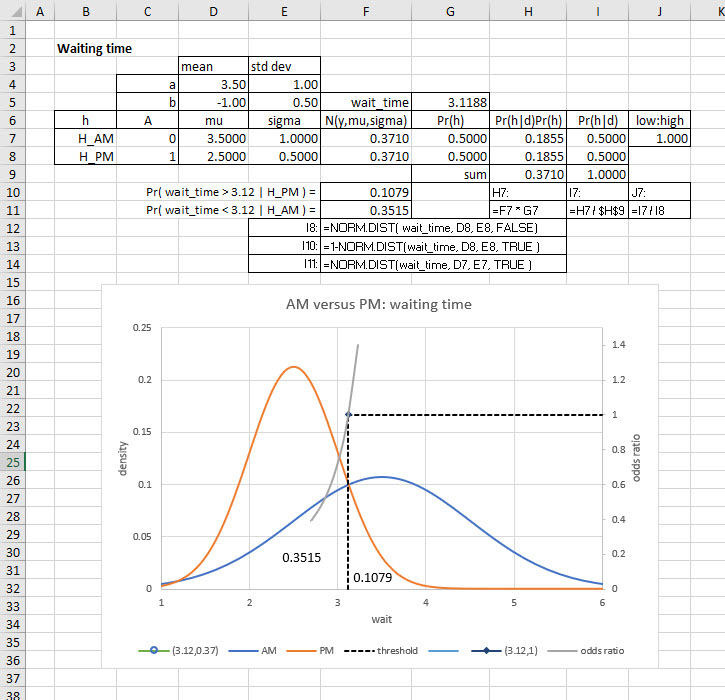 A B C D E F G H I J K
1
2 Waiting time
3 mean std dev
4 a 3.50 1.00
5 b -1.00 0.50 wait_time 3.1188
6 h A mu sigma N(y,mu,sigma) Pr(h) Pr(h|d)Pr(h) Pr(h|d) low:high
7 H_AM 0 3.5000 1.0000 0.3710 0.5000 0.1855 0.5000 1.000
8 H_PM 1 2.5000 0.5000 0.3710 0.5000 0.1855 0.5000
9 sum 0.3710 1.0000
10 Pr( wait_time > 3.12 | H_PM ) = 0.1079 H7: I7: J7:
11 Pr( wait_time < 3.12 | H_AM ) = 0.3515 =F7 * G7 =H7 / $H$9 =I7 / I8
12 I8: =NORM.DIST( wait_time, D8, E8, FALSE)
13 I10: =1-NORM.DIST(wait_time, D8, E8, TRUE )
14 I11: =NORM.DIST(wait_time, D7, E7, TRUE )
15
16
17 AM versus PM: waiting time
18
19
20
21
22
23
24
25
26
27
28
29
30
31
32
33
34
35
36
37
38
0.25
0.2
0.15
0.1
0.05
0
density
1.4
1.2
1
0.8
0.6
0.4
0.2
0
odds ratio
0.3515
0.1079
1 2 3 4 5 6
wait
(3.12,0.37) AM PM threshold (3.12,1) odds ratio